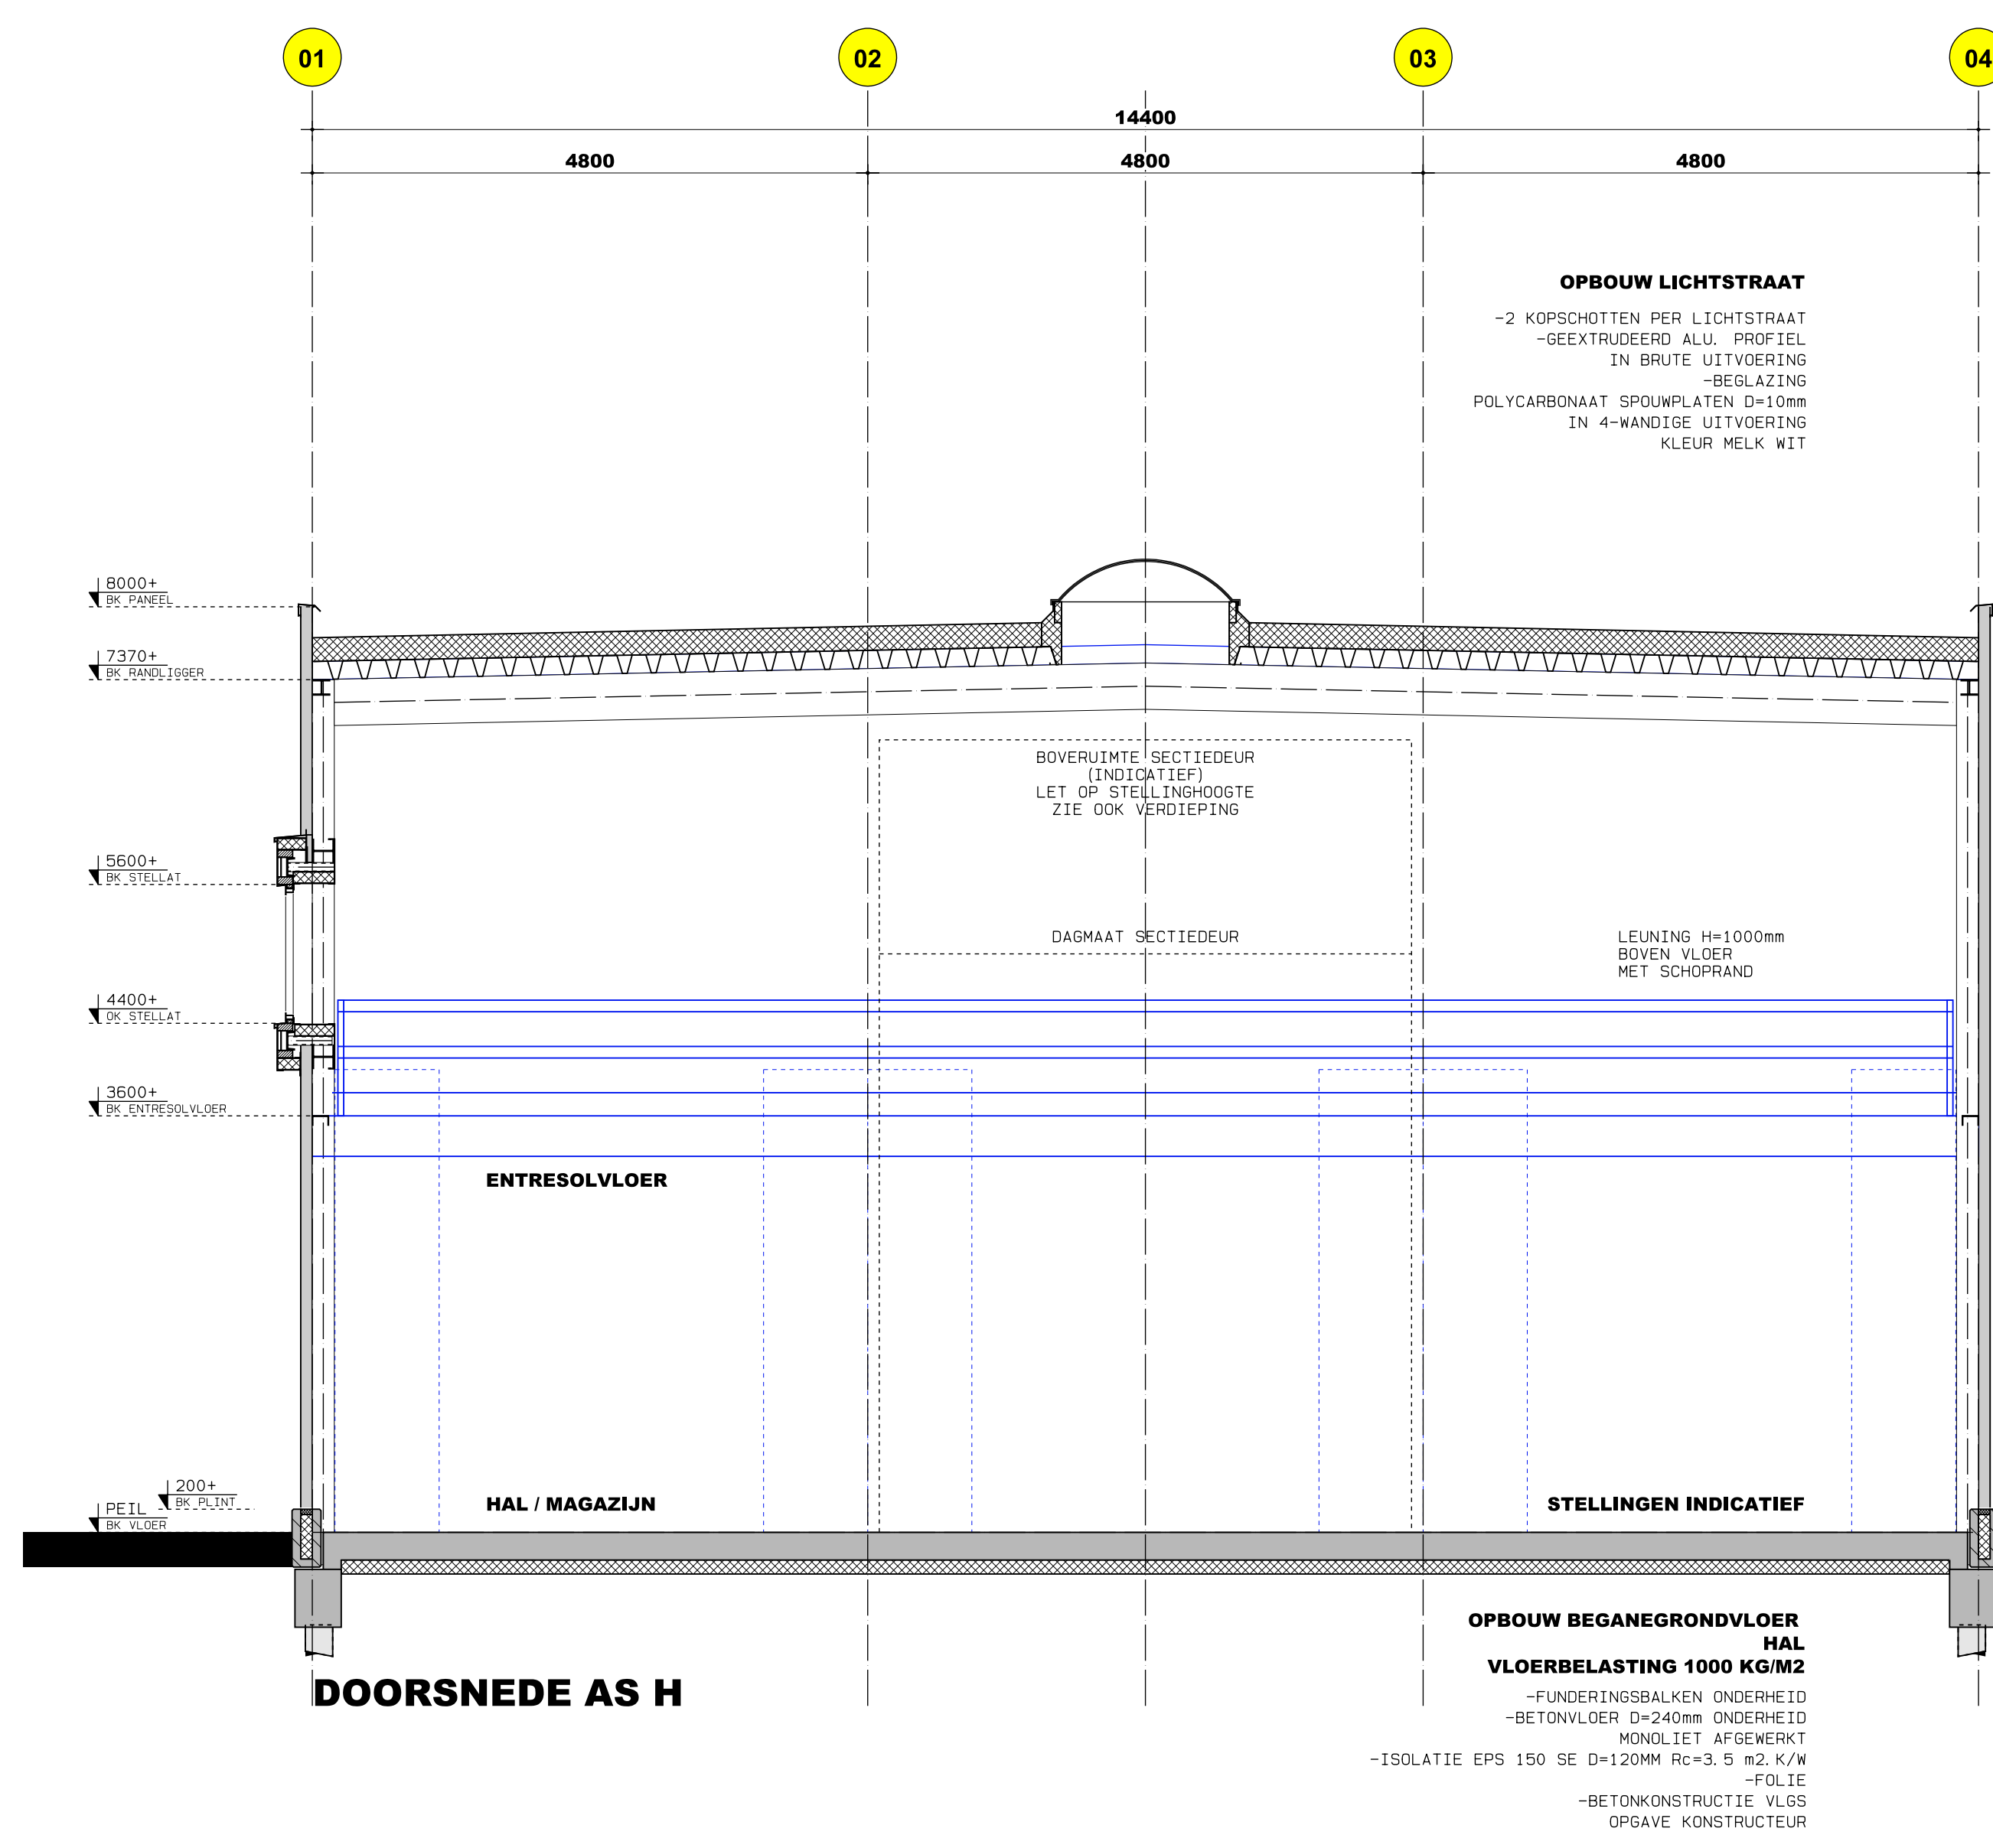 01
02
03
04
14400
4800
4800
4800
OPBOUW LICHTSTRAAT
-2 KOPSCHOTTEN PER LICHTSTRAAT
-GEEXTRUDEERD ALU. PROFIEL
IN BRUTE UITVOERING
-BEGLAZING
POLYCARBONAAT SPOUWPLATEN D=10mm
IN 4-WANDIGE UITVOERING
KLEUR MELK WIT
8000+
BK PANEEL
7370+
BK RANDLIGGER
BOVERUIMTE SECTIEDEUR
(INDICATIEF)
LET OP STELLINGHOOGTE
ZIE OOK VERDIEPING
5600+
BK STELLAT
DAGMAAT SECTIEDEUR
LEUNING H=1000mm
BOVEN VLOER
MET SCHOPRAND
4400+
OK STELLAT
3600+
BK ENTRESOLVLOER
ENTRESOLVLOER
200+
BK PLINT
PEIL
BK VLOER
HAL / MAGAZIJN
STELLINGEN INDICATIEF
OPBOUW BEGANEGRONDVLOER
HAL
VLOERBELASTING 1000 KG/M2
-FUNDERINGSBALKEN ONDERHEID
-BETONVLOER D=240mm ONDERHEID
MONOLIET AFGEWERKT
-ISOLATIE EPS 150 SE D=120MM Rc=3.5 m2.K/W
-FOLIE
-BETONKONSTRUCTIE VLGS
OPGAVE KONSTRUCTEUR
DOORSNEDE AS H